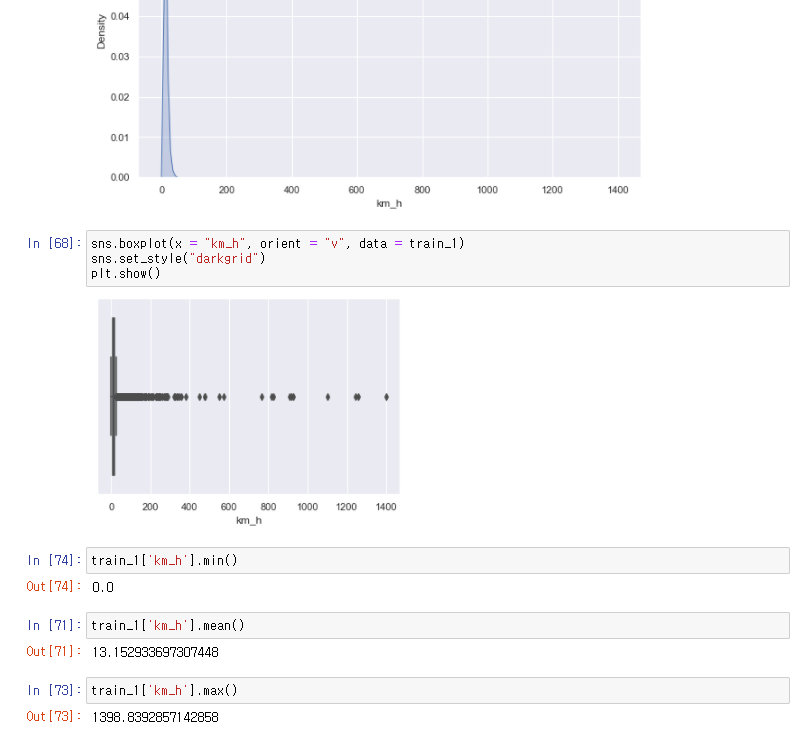 0.04
0.03
0.02
0.01
0.00
Density
0 200 400 600 800 1000 1200 1400
km_h
In [68]: sns.boxplot(x = "km_h", orient = "v", data = train_1)
sns.set_style("darkgrid")
plt.show()
0 200 400 600 800 1000 1200 1400
km_h
In [74]: train_1['km_h'].min()
Out[74]: 0.0
In [71]: train_1['km_h'].mean()
Out[71]: 13.152933697307448
In [73]: train_1['km_h'].max()
Out[73]: 1398.8392857142858